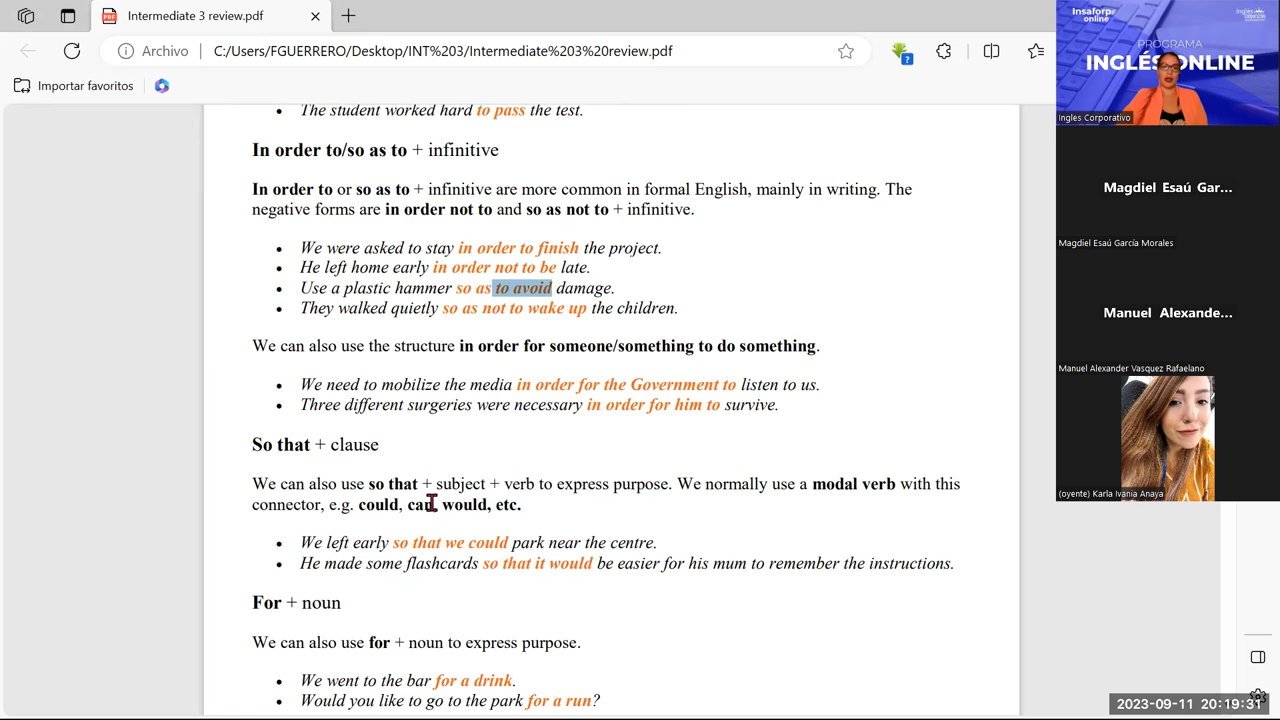 Intermediate 3 review.pdf
Archivo
C:/Users/FGUERRERO/Desktop/INT%203/Intermediate%203%20review.pdf
Importar favoritos
The student worked hard to pass the test.
In order to/so as to + infinitive
In order to or so as to + infinitive are more common in formal English, mainly in writing. The
negative forms are in order not to and so as not to + infinitive.
We were asked to stay in order to finish the project.
He left home early in order not to be late.
Use a plastic hammer so as to avoid damage.
They walked quietly so as not to wake up the children.
We can also use the structure in order for someone/something to do something.
We need to mobilize the media in order for the Government to listen to us.
Three different surgeries were necessary in order for him to survive.
So that + clause
We can also use so that + subject + verb to express purpose. We normally use a modal verb with this
connector, e.g. could, can, would, etc.
We left early so that we could park near the centre.
He made some flashcards so that it would be easier for his mum to remember the instructions.
For + noun
We can also use for + noun to express purpose.
We went to the bar for a drink.
Would you like to go to the park for a run?
Insaforp
online
PROGRAMA
INGLÉS ONLINE
Ingles Corporativo
Magdiel Esaú Gar...
Magdiel Esaú García Morales
Manuel Alexande...
Manuel Alexander Vasquez Rafaelano
(oyente) Karla Ivania Anaya
2023-09-11 20:19:31